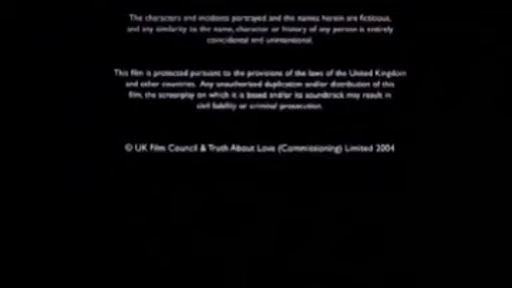 The characters and incidents portrayed and the names herein are fictitious,
and any similarity to the name, character or history of any person is entirely
coincidental and unintentional.
This film is protected pursuant to the provisions of the laws of the United Kingdom
and other countries. Any unauthorised duplication and/or distribution of this
film, the screenplay on which it is based and/or its soundtrack may result in
civil liability or criminal prosecution.
© UK Film Council & Truth About Love (Commissioning) Limited 2004